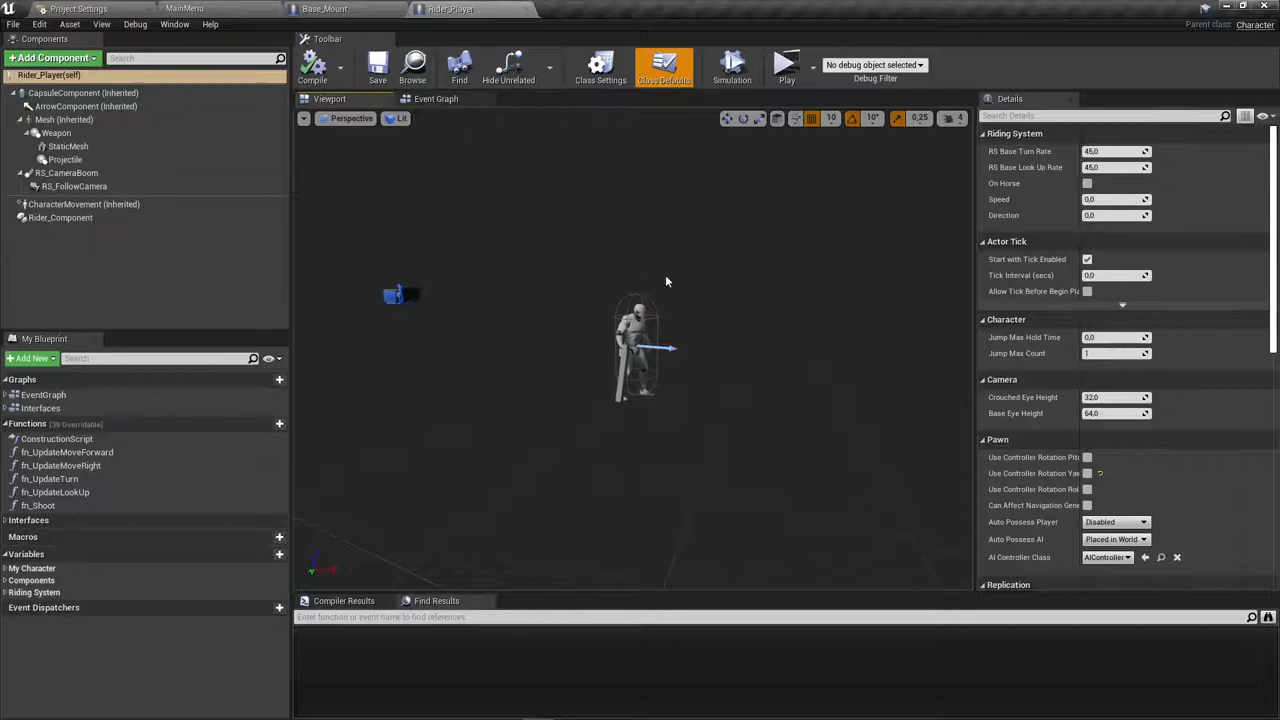 Project Settings
MainMenu
Base_Mount
Rider_Player
File
Edit
Asset
View
Debug
Window
Help
Parent class: Character
Components
Add Component
Search
Rider_Player(self)
CapsuleComponent (Inherited)
ArrowComponent (Inherited)
Mesh (Inherited)
Weapon
StaticMesh
Projectile
RS_CameraBoom
RS_FollowCamera
CharacterMovement (Inherited)
Rider_Component
My Blueprint
Add New
Search
Graphs
EventGraph
Interfaces
Functions (39 Overridable)
ConstructionScript
fn_UpdateMoveForward
fn_UpdateMoveRight
fn_UpdateTurn
fn_UpdateLookUp
fn_Shoot
Interfaces
Macros
Variables
My Character
Components
Riding System
Event Dispatchers
Toolbar
Compile
Save
Browse
Find
Hide Unrelated
Class Settings
Class Defaults
Simulation
Play
No debug object selected
Debug Filter
Viewport
Event Graph
Perspective
Lit
10
10°
0,25
4
Compiler Results
Find Results
Enter function or event name to find references...
Details
Search Details
Riding System
RS Base Turn Rate 45,0
RS Base Look Up Rate 45,0
On Horse
Speed 0,0
Direction 0,0
Actor Tick
Start with Tick Enabled
Tick Interval (secs) 0,0
Allow Tick Before Begin Pla
Character
Jump Max Hold Time 0,0
Jump Max Count 1
Camera
Crouched Eye Height 32,0
Base Eye Height 64,0
Pawn
Use Controller Rotation Pitc
Use Controller Rotation Yaw
Use Controller Rotation Rol
Can Affect Navigation Gene
Auto Possess Player Disabled
Auto Possess AI Placed in World
AI Controller Class AIController
Replication